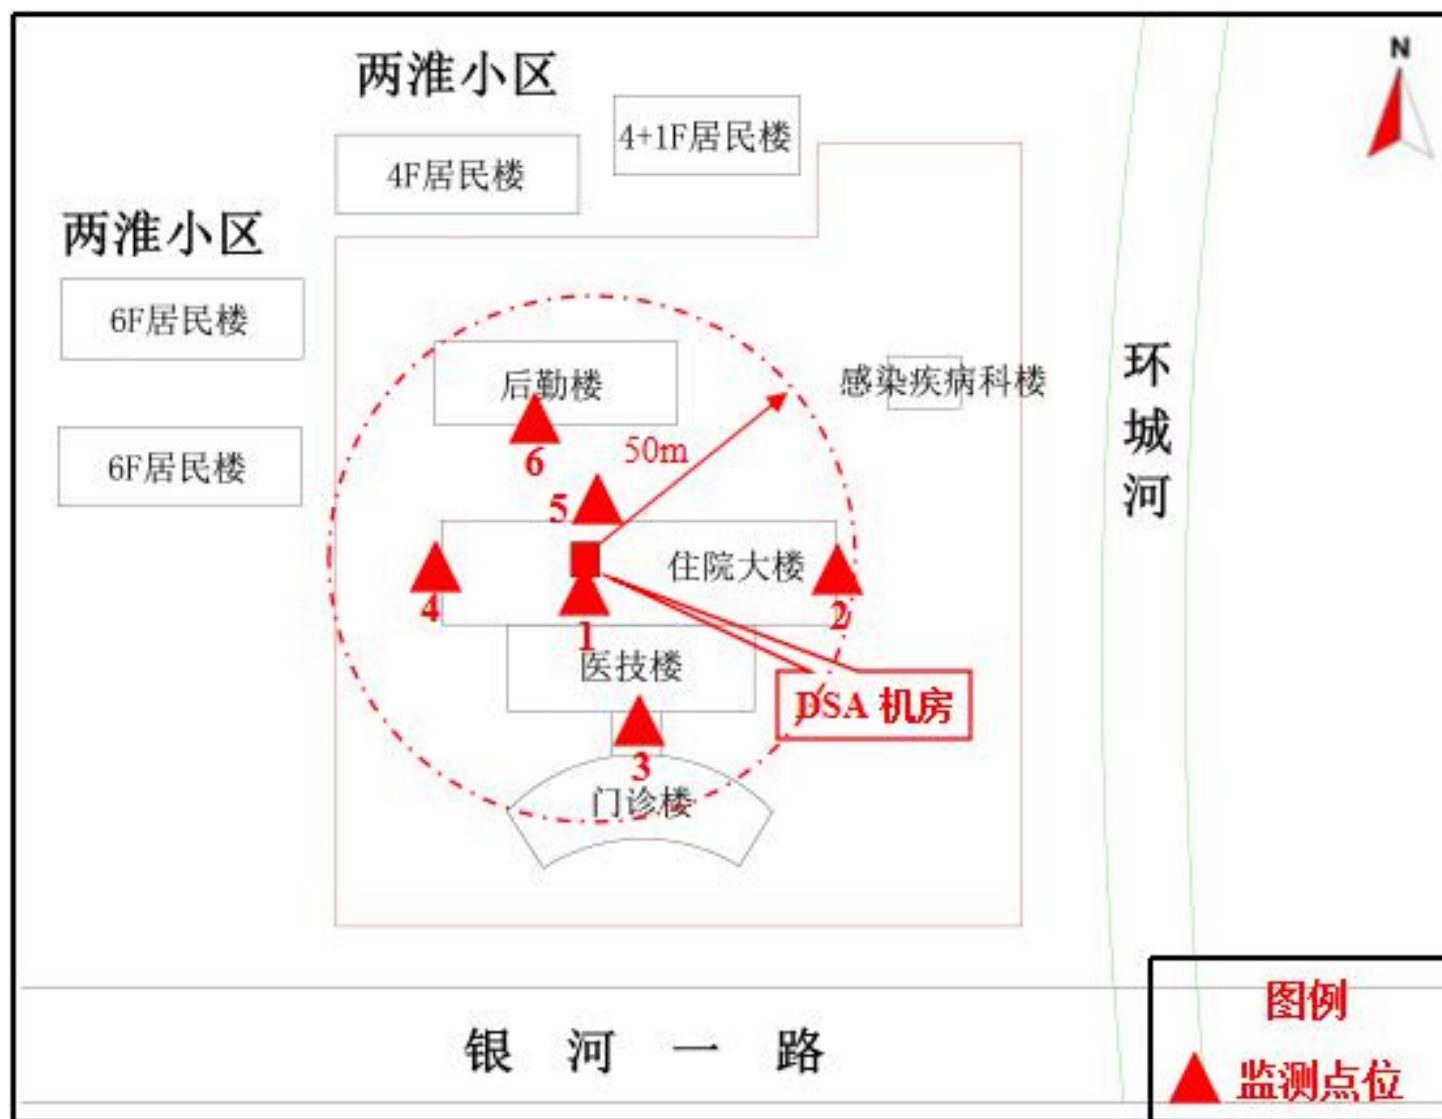 N
两淮小区
4+1F居民楼
4F居民楼
两淮小区
6F居民楼
后勤楼
感染疾病科楼
环城河
6F居民楼
6
50m
5
住院大楼
4
2
1
医技楼
DSA 机房
3
门诊楼
银河一路
图例
监测点位